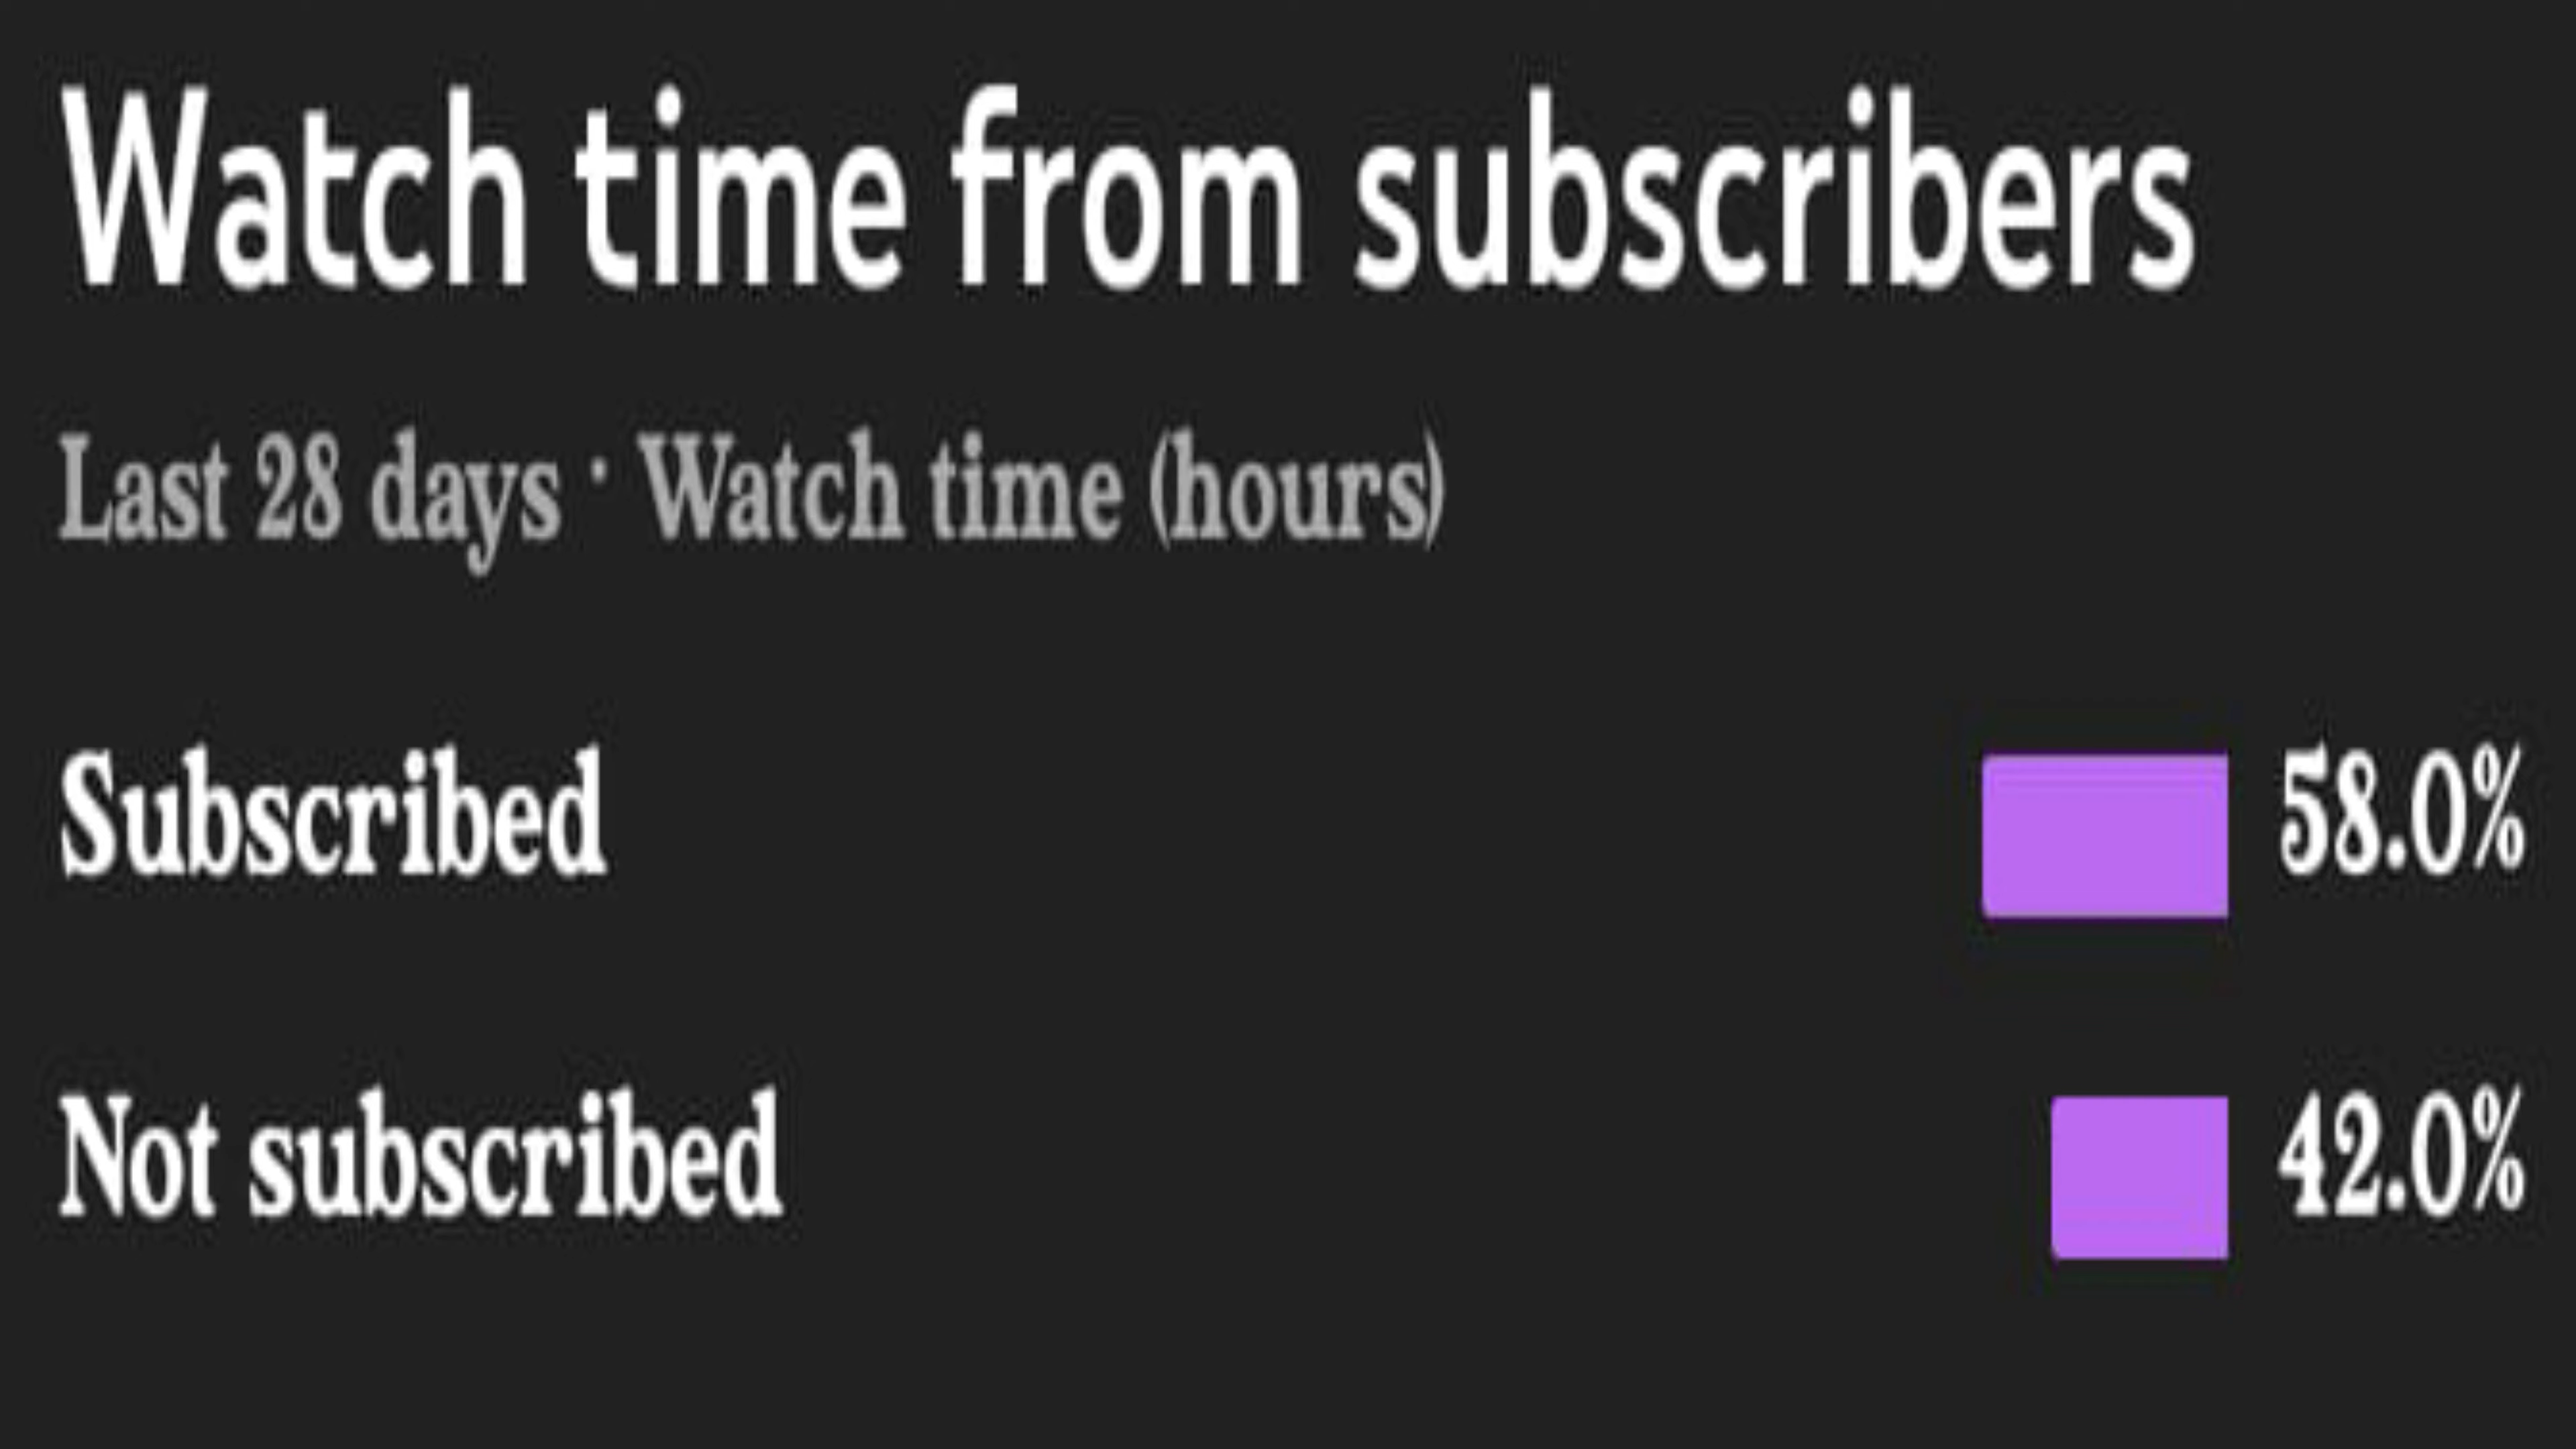 Watch time from subscribers
Last 28 days · Watch time (hours)
Subscribed 58.0%
Not subscribed 42.0%